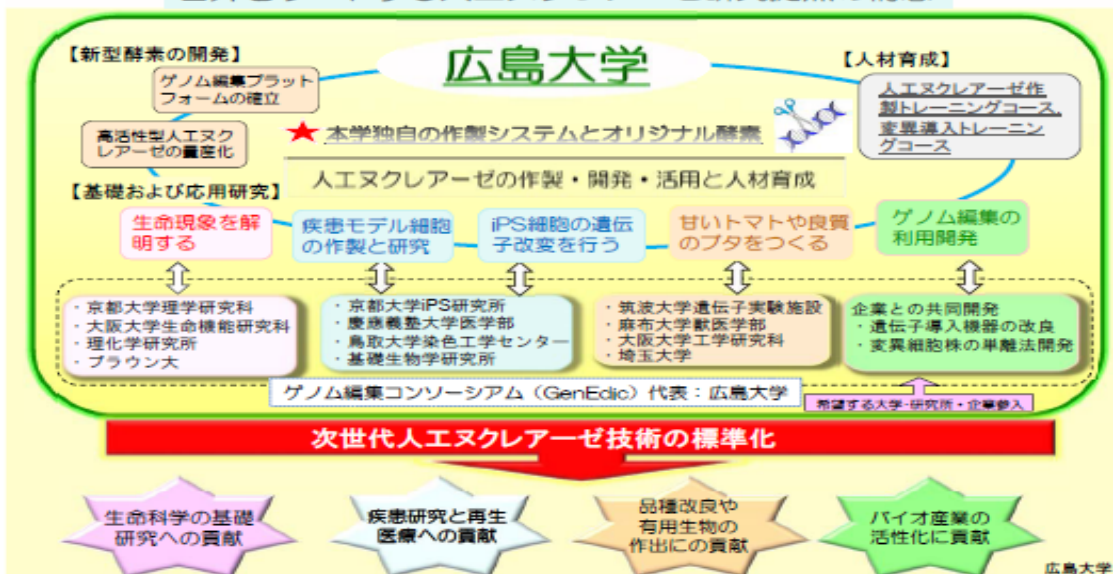 【新型酵素の開発】
ゲノム編集プラット
フォームの確立
高活性型人工ヌク
レアーゼの量産化
広島大学
【人材育成】
人工ヌクレアーゼ作
製トレーニングコース,
変異導入トレーニン
グコース
★ 本学独自の作製システムとオリジナル酵素
人工ヌクレアーゼの作製・開発・活用と人材育成
【基礎および応用研究】
生命現象を解
明する
疾患モデル細胞
の作製と研究
iPS細胞の遺伝
子改変を行う
甘いトマトや良質
のブタをつくる
ゲノム編集の
利用開発
・京都大学理学研究科
・大阪大学生命機能研究科
・理化学研究所
・ブラウン大
・京都大学iPS研究所
・慶應義塾大学医学部
・鳥取大学染色工学センター
・基礎生物学研究所
・筑波大学遺伝子実験施設
・麻布大学獣医学部
・大阪大学工学研究科
・埼玉大学
企業との共同開発
・遺伝子導入機器の改良
・変異細胞株の単離法開発
ゲノム編集コンソーシアム（GenEdic）代表：広島大学
希望する大学・研究所・企業参入
次世代人工ヌクレアーゼ技術の標準化
生命科学の基礎
研究への貢献
疾患研究と再生
医療への貢献
品種改良や
有用生物の
作出にの貢献
バイオ産業の
活性化に貢献
広島大学